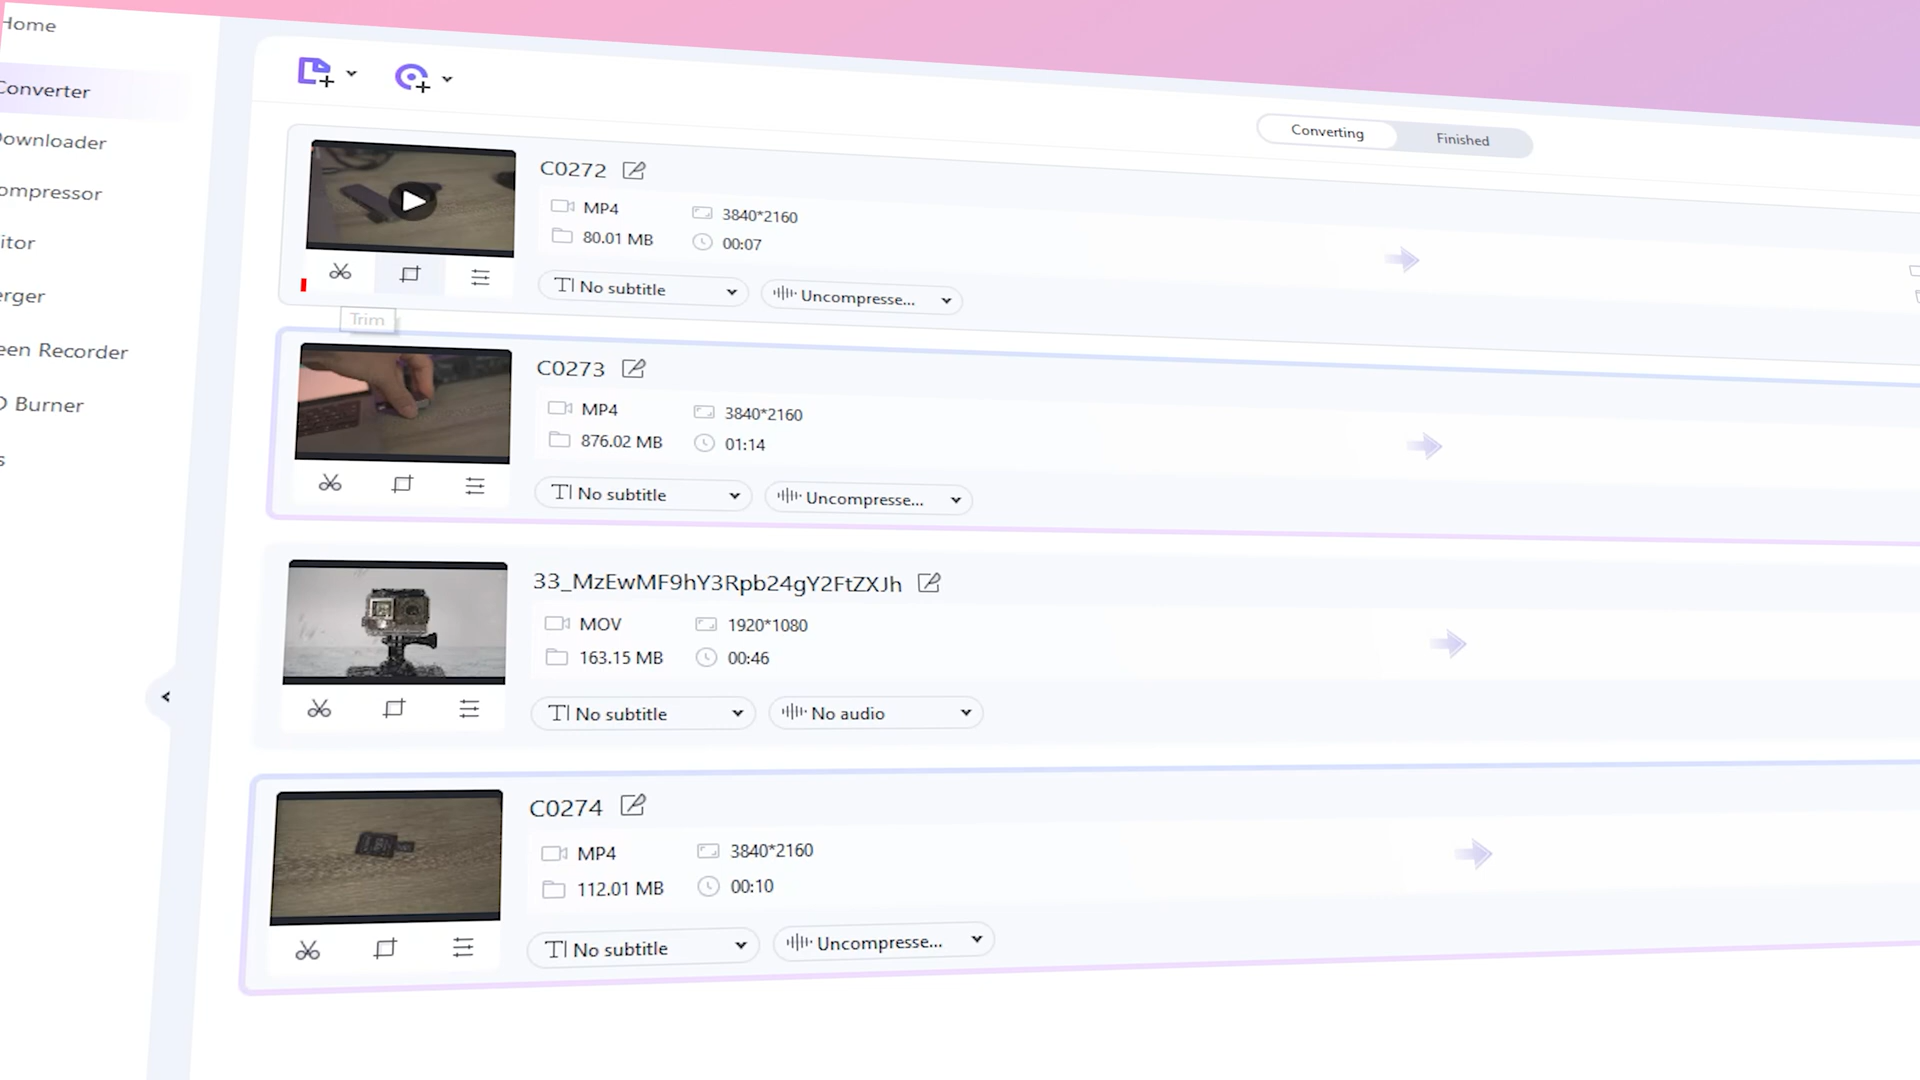 Home
Converter
Downloader
ompressor
itor
erger
een Recorder
D Burner
s
Converting
Finished
C0272
MP4
3840*2160
80.01 MB
00:07
No subtitle
Uncompresse...
Trim
C0273
MP4
3840*2160
876.02 MB
01:14
No subtitle
Uncompresse...
33_MzEwMF9hY3Rpb24gY2FtZXJh
MOV
1920*1080
163.15 MB
00:46
No subtitle
No audio
C0274
MP4
3840*2160
112.01 MB
00:10
No subtitle
Uncompresse...